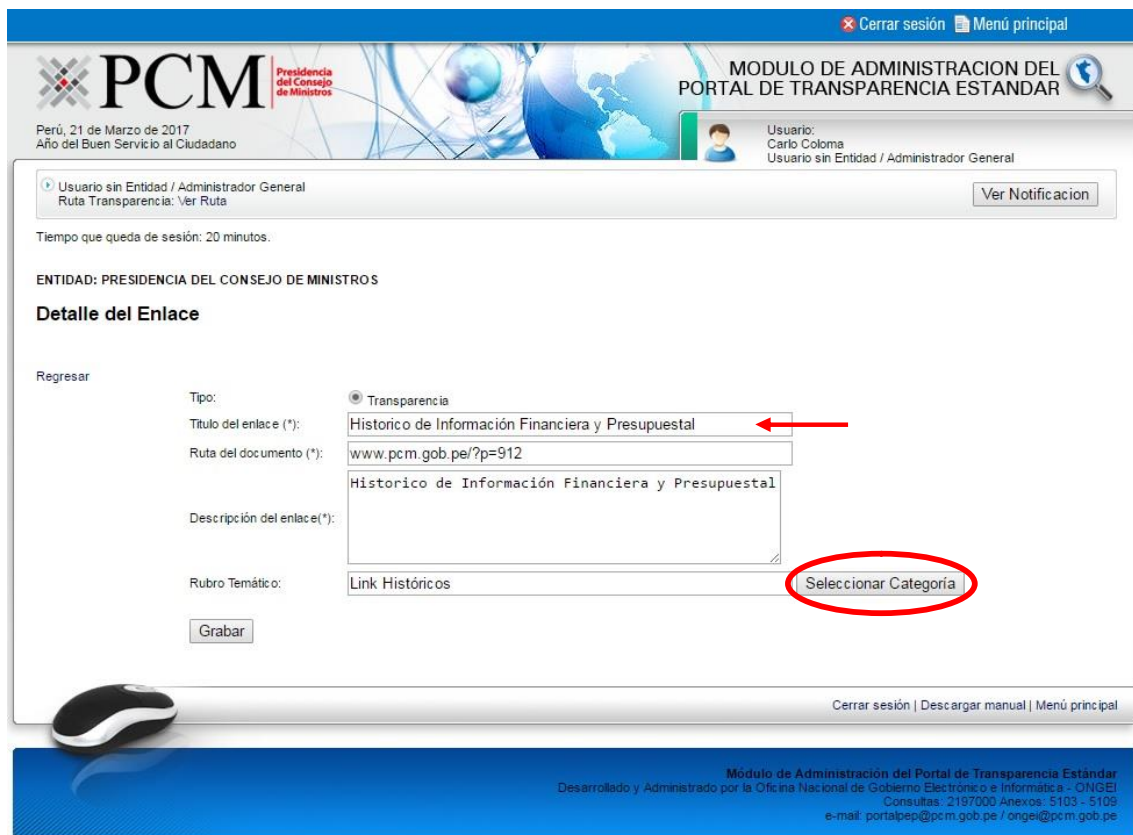 Cerrar sesión Menú principal
PCM Presidencia
del Consejo
de Ministros
MODULO DE ADMINISTRACION DEL
PORTAL DE TRANSPARENCIA ESTANDAR
Perú, 21 de Marzo de 2017
Año del Buen Servicio al Ciudadano
Usuario:
Carlo Coloma
Usuario sin Entidad / Administrador General
Usuario sin Entidad / Administrador General
Ruta Transparencia: Ver Ruta
Ver Notificacion
Tiempo que queda de sesión: 20 minutos.
ENTIDAD: PRESIDENCIA DEL CONSEJO DE MINISTROS
Detalle del Enlace
Regresar
Tipo: Transparencia
Titulo del enlace (*): Historico de Información Financiera y Presupuestal
Ruta del documento (*): www.pcm.gob.pe/?p=912
Descripción del enlace(*): Historico de Información Financiera y Presupuestal
Rubro Temático: Link Históricos Seleccionar Categoría
Grabar
Cerrar sesión | Descargar manual | Menú principal
Módulo de Administración del Portal de Transparencia Estándar
Desarrollado y Administrado por la Oficina Nacional de Gobierno Electrónico e Informática - ONGEI
Consultas: 2197000 Anexos: 5103 - 5109
e-mail: portalpep@pcm.gob.pe / ongei@pcm.gob.pe